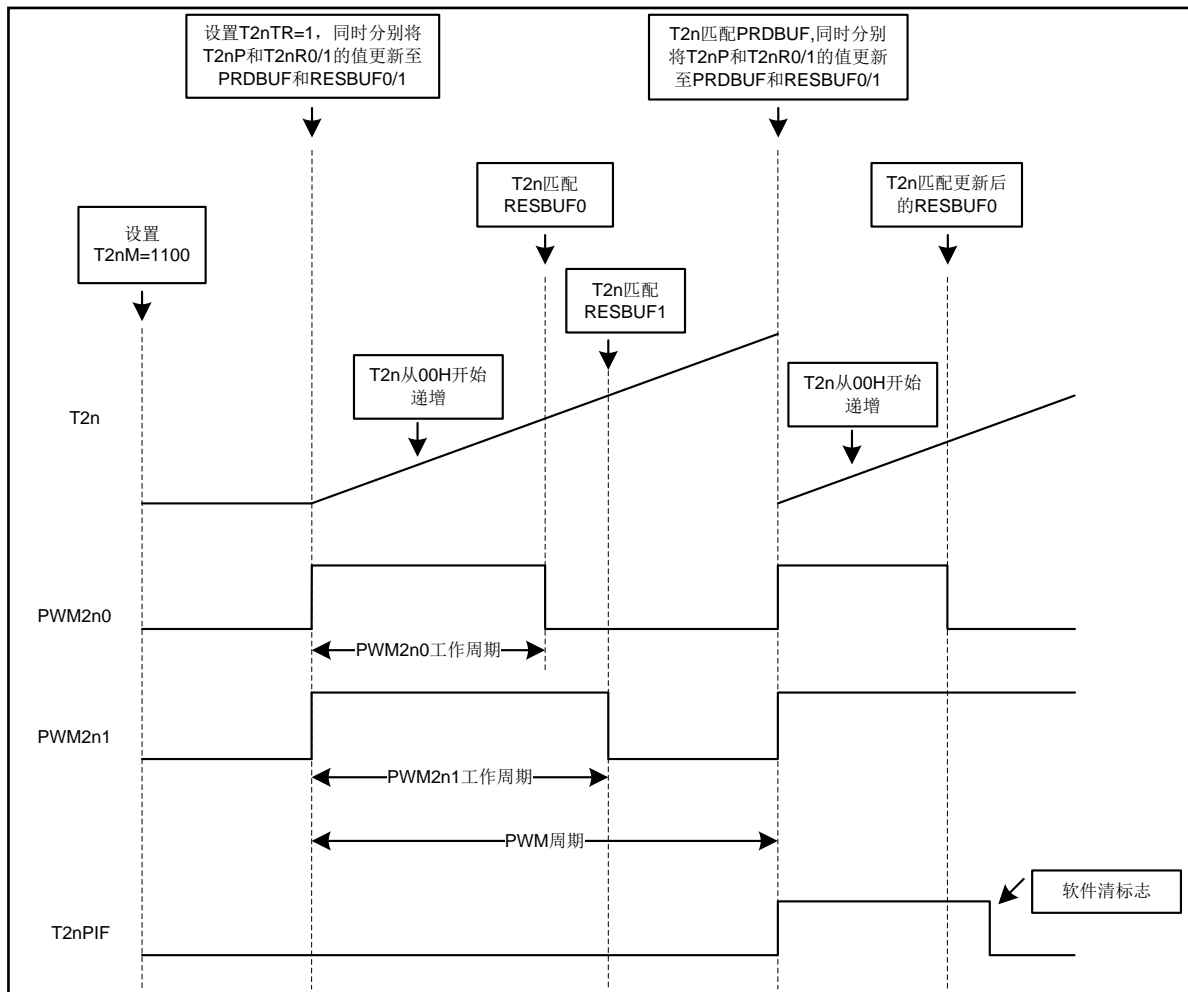 设置T2nTR=1，同时分别将
T2nP和T2nR0/1的值更新至
PRDBUF和RESBUF0/1
T2n匹配PRDBUF,同时分别
将T2nP和T2nR0/1的值更新
至PRDBUF和RESBUF0/1
T2n匹配
RESBUF0
T2n匹配更新后
的RESBUF0
设置
T2nM=1100
T2n匹配
RESBUF1
T2n从00H开始
递增
T2n从00H开始
递增
T2n
PWM2n0
PWM2n0工作周期
PWM2n1
PWM2n1工作周期
PWM周期
软件清标志
T2nPIF